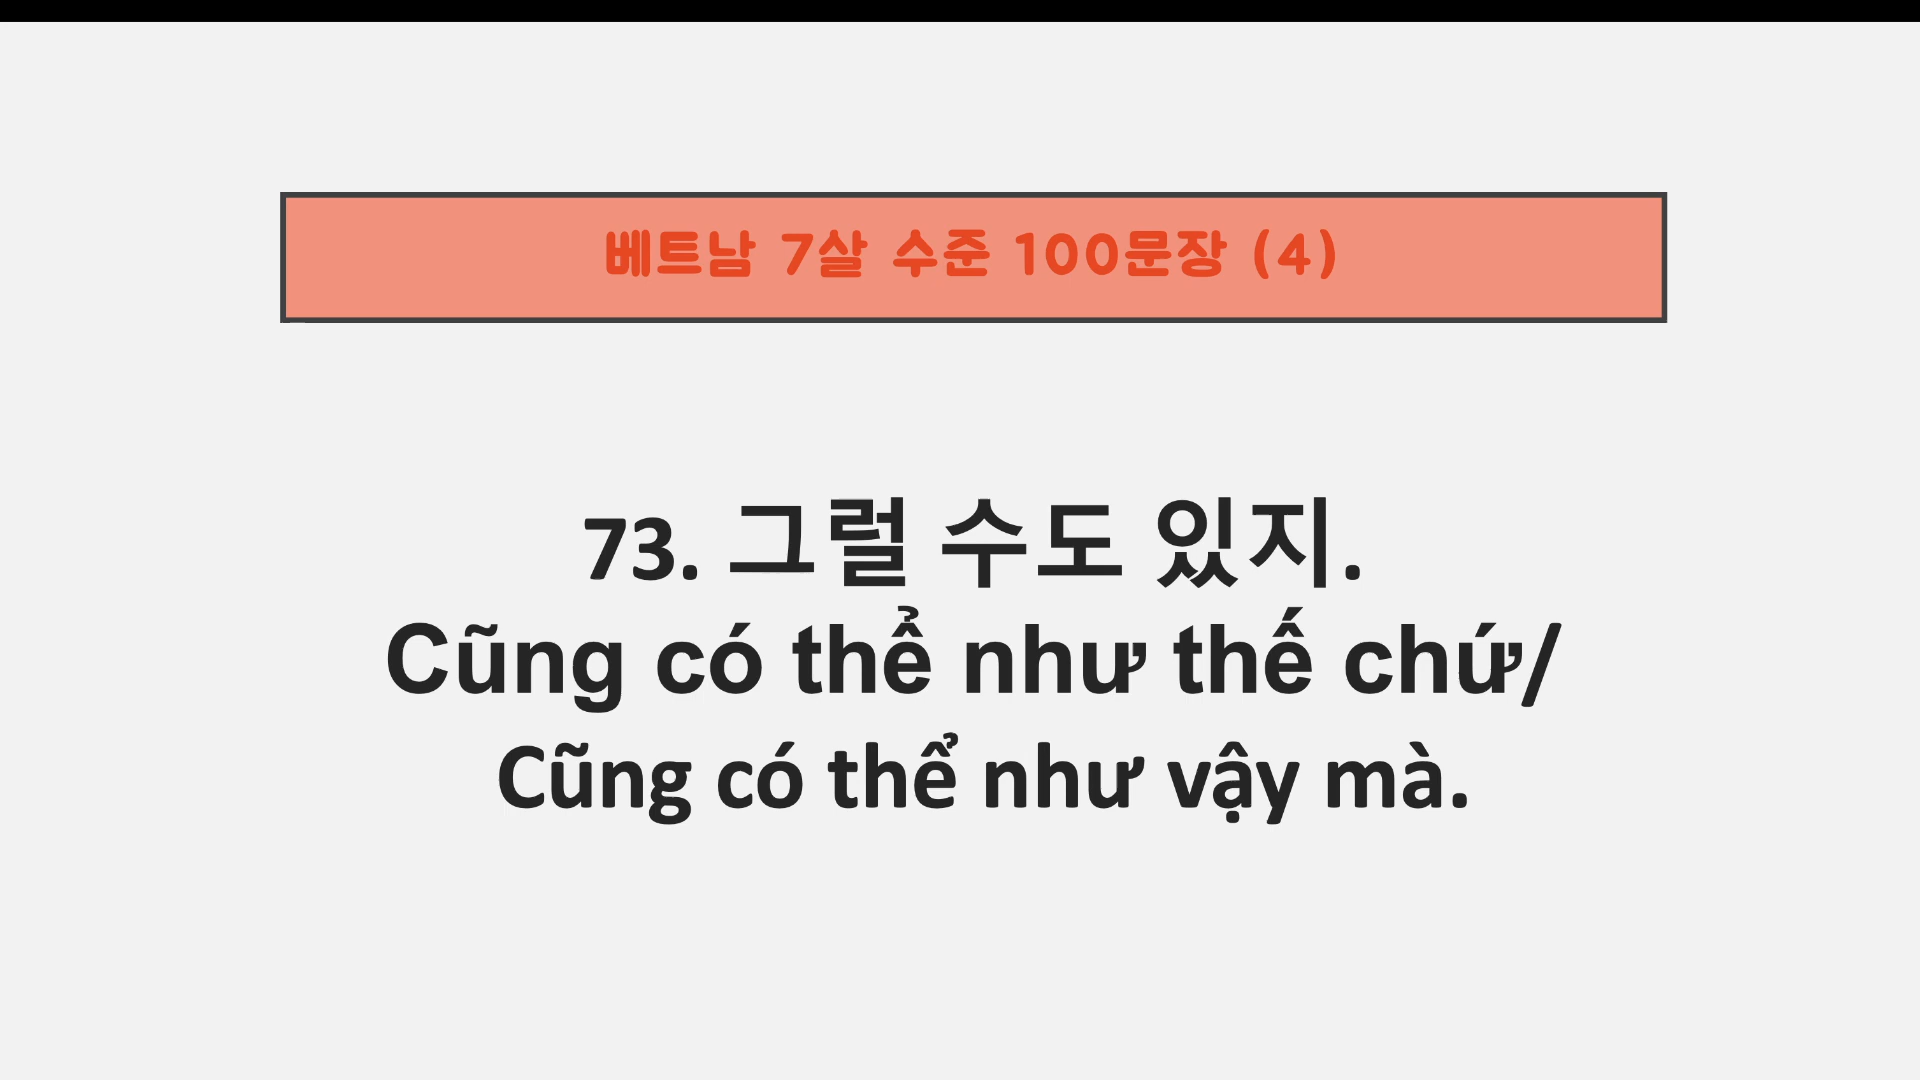 베트남 7살 수준 100문장 (4)
73. 그럴 수도 있지.
Cũng có thể như thế chứ/
Cũng có thể như vậy mà.